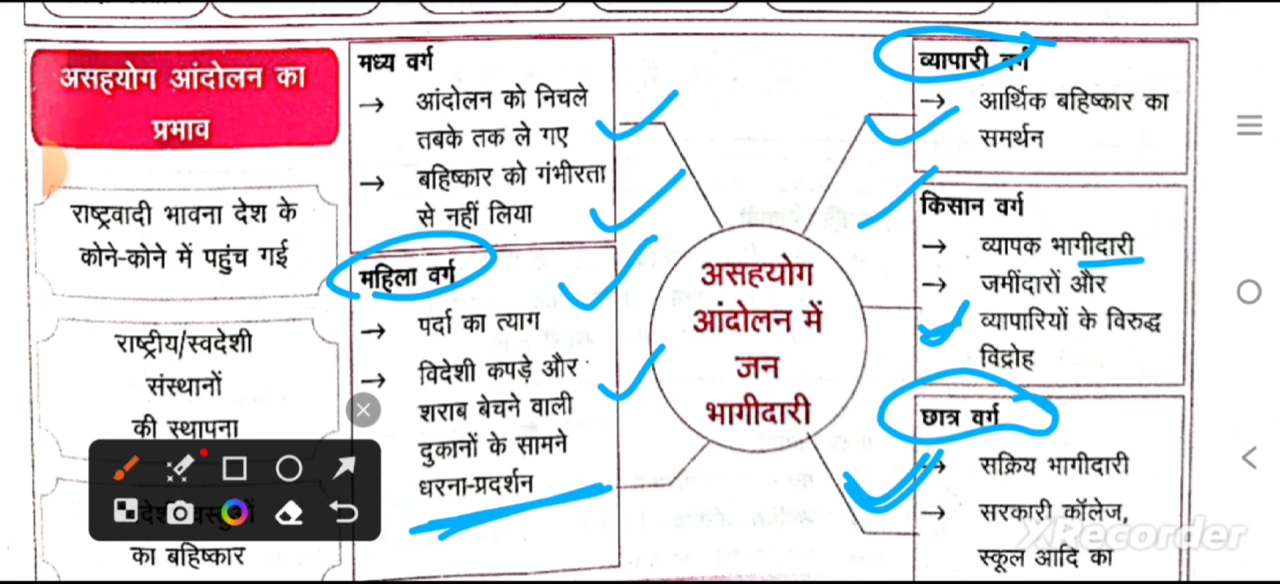 असहयोग आंदोलन का
प्रभाव
राष्ट्रवादी भावना देश के
कोने-कोने में पहुंच गई
राष्ट्रीय/स्वदेशी
संस्थानों
की स्थापना
का बहिष्कार
मध्य वर्ग
→ आंदोलन को निचले
तबके तक ले गए
→ बहिष्कार को गंभीरता
से नहीं लिया
महिला वर्ग
→ पर्दा का त्याग
→ विदेशी कपड़े और
शराब बेचने वाली
दुकानों के सामने
धरना-प्रदर्शन
असहयोग
आंदोलन में
जन
भागीदारी
व्यापारी वर्ग
→ आर्थिक बहिष्कार का
समर्थन
किसान वर्ग
→ व्यापक भागीदारी
→ जमींदारों और
व्यापारियों के विरुद्ध
विद्रोह
छात्र वर्ग
→ सक्रिय भागीदारी
→ सरकारी कॉलेज,
स्कूल आदि का
XRecorder